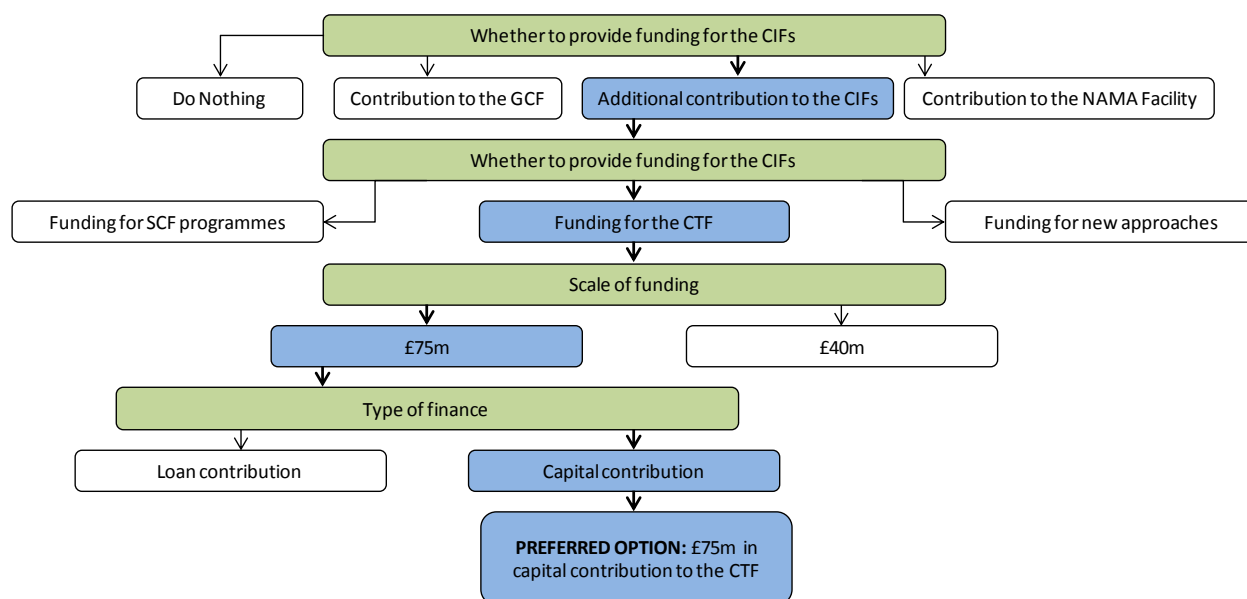 Whether to provide funding for the CIFs
Do Nothing
Contribution to the GCF
Additional contribution to the CIFs
Contribution to the NAMA Facility
Whether to provide funding for the CIFs
Funding for SCF programmes
Funding for the CTF
Funding for new approaches
Scale of funding
£75m
£40m
Type of finance
Loan contribution
Capital contribution
PREFERRED OPTION: £75m in
capital contribution to the CTF